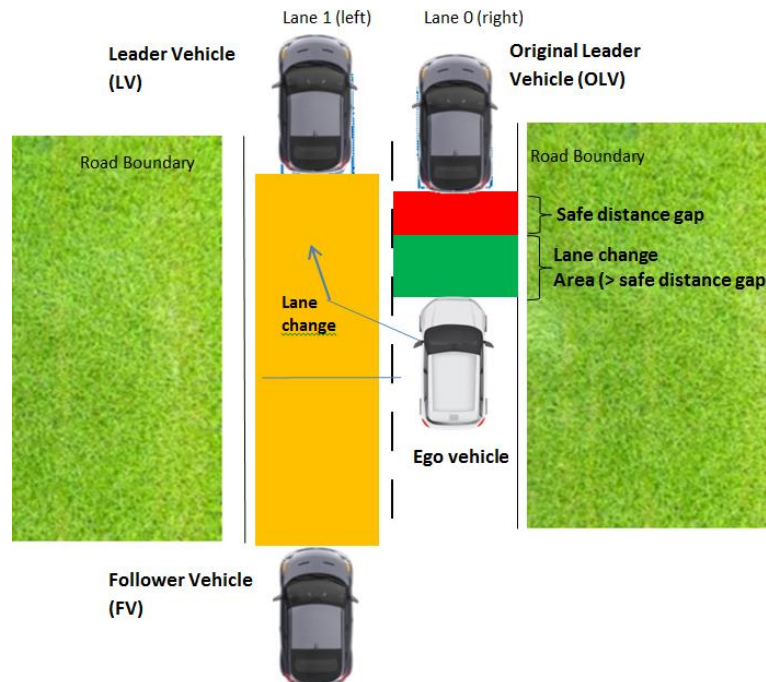 Lane 1 (left)
Lane 0 (right)
Leader Vehicle
(LV)
Original Leader
Vehicle (OLV)
Road Boundary
Road Boundary
Safe distance gap
Lane change
Area (> safe distance gap
Lane
change
Ego vehicle
Follower Vehicle
(FV)